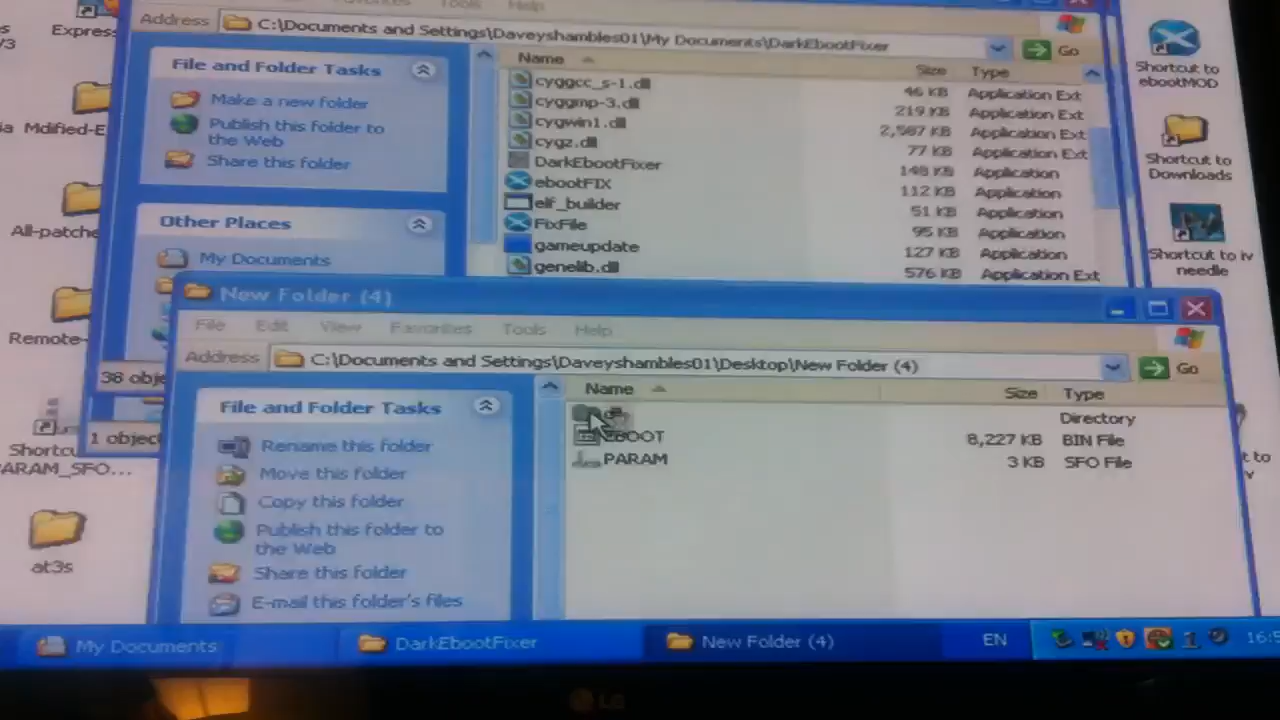 Express
Favorites Tools Help
Address C:\Documents and Settings\Daveyshambles01\My Documents\DarkEbootFixer Go
File and Folder Tasks
Make a new folder
Publish this folder to
the Web
Share this folder
Other Places
My Documents
Name Size Type
cyggcc_s-1.dll 46 KB Application Ext
cyggmp-3.dll 219 KB Application Ext
cygwin1.dll 2,587 KB Application Ext
cygz.dll 77 KB Application Ext
DarkEbootFixer 148 KB Application
ebootFIX 112 KB Application
elf_builder 51 KB Application
FixFile 95 KB Application
gameupdate 127 KB Application
genelib.dll 576 KB Application Ext
Shortcut to
ebootMOD
Shortcut to
Downloads
Shortcut to iv
needle
Mdified-E
All-patche
Remote-
Shortcu
PARAM_SFO...
at3s
38 obje
1 object
New Folder (4)
File Edit View Favorites Tools Help
Address C:\Documents and Settings\Daveyshambles01\Desktop\New Folder (4) Go
File and Folder Tasks
Rename this folder
Move this folder
Copy this folder
Publish this folder to
the Web
Share this folder
E-mail this folder's files
Name Size Type
Directory
EBOOT 8,227 KB BIN File
PARAM 3 KB SFO File
My Documents DarkEbootFixer New Folder (4) EN 16:5
LG